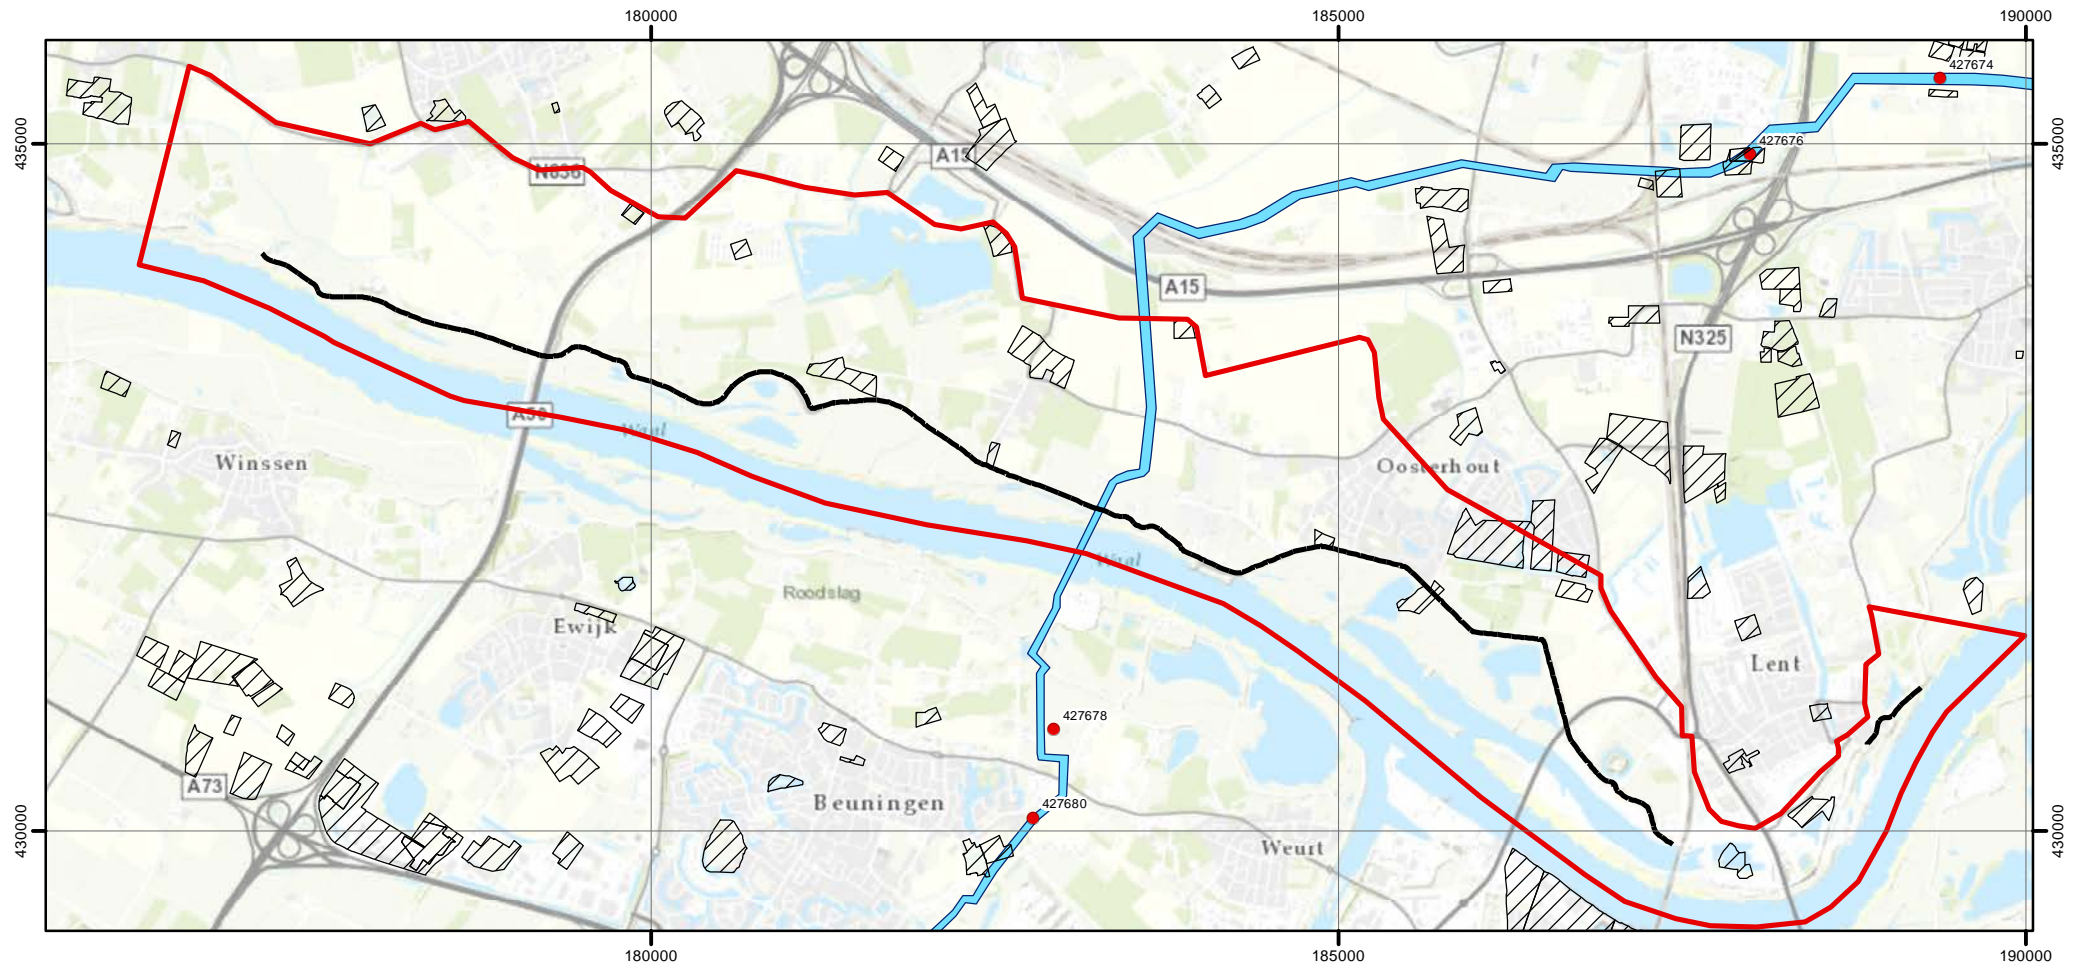 180000
185000
190000
427674
435000
427676
435000
A15
N836
A15
N325
A50
Waal
Winssen
Oosterhout
Waal
Roodslag
Ewijk
Lent
427678
A73
Beuningen
427680
430000
Weurt
430000
180000
185000
190000